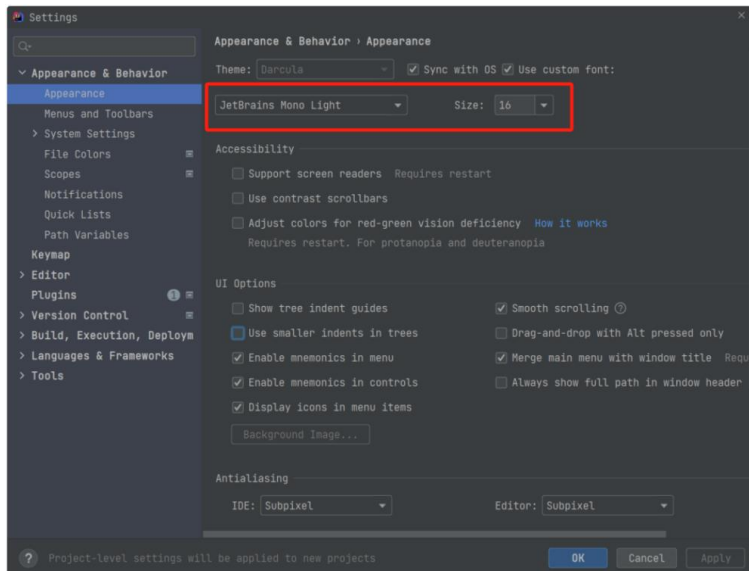 Settings
Appearance & Behavior
Appearance
Menus and Toolbars
System Settings
File Colors
Scopes
Notifications
Quick Lists
Path Variables
Keymap
Editor
Plugins 1
Version Control
Build, Execution, Deploym
Languages & Frameworks
Tools
Appearance & Behavior › Appearance
Theme: Darcula Sync with OS Use custom font:
JetBrains Mono Light Size: 16
Accessibility
Support screen readers Requires restart
Use contrast scrollbars
Adjust colors for red-green vision deficiency How it works
Requires restart. For protanopia and deuteranopia
UI Options
Show tree indent guides Smooth scrolling ?
Use smaller indents in trees Drag-and-drop with Alt pressed only
Enable mnemonics in menu Merge main menu with window title Requ
Enable mnemonics in controls Always show full path in window header
Display icons in menu items
Background Image...
Antialiasing
IDE: Subpixel Editor: Subpixel
? Project-level settings will be applied to new projects OK Cancel Apply